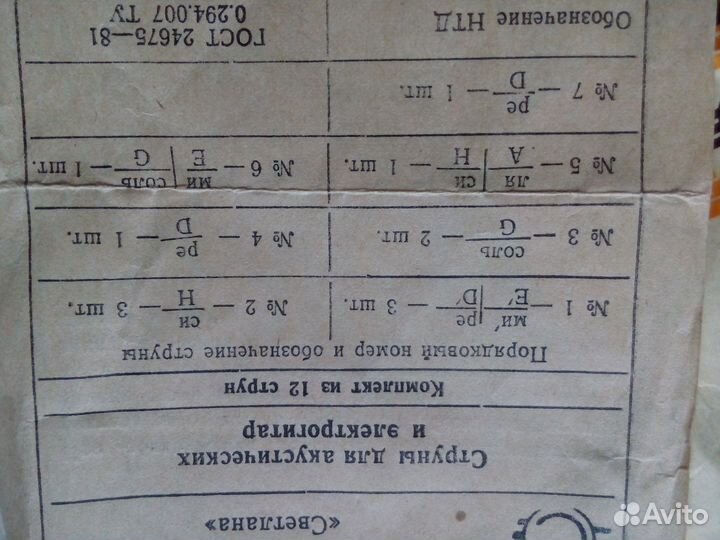 «Светлана»
Струны для акустических
и электрогитар
Комплект из 12 струн
Порядковый номер и обозначение струны
№ 1 — ми′/E′ | ре/D′ — 3 шт.
№ 2 — си/H — 3 шт.
№ 3 — соль/G — 2 шт.
№ 4 — ре/D — 1 шт.
№ 5 — ля/A | си/H — 1 шт.
№ 6 — ми/E | соль/G — 1 шт.
№ 7 — ре/D — 1 шт.
Обозначение НТД
ГОСТ 24675—81
0.294.007 ТУ
Avito